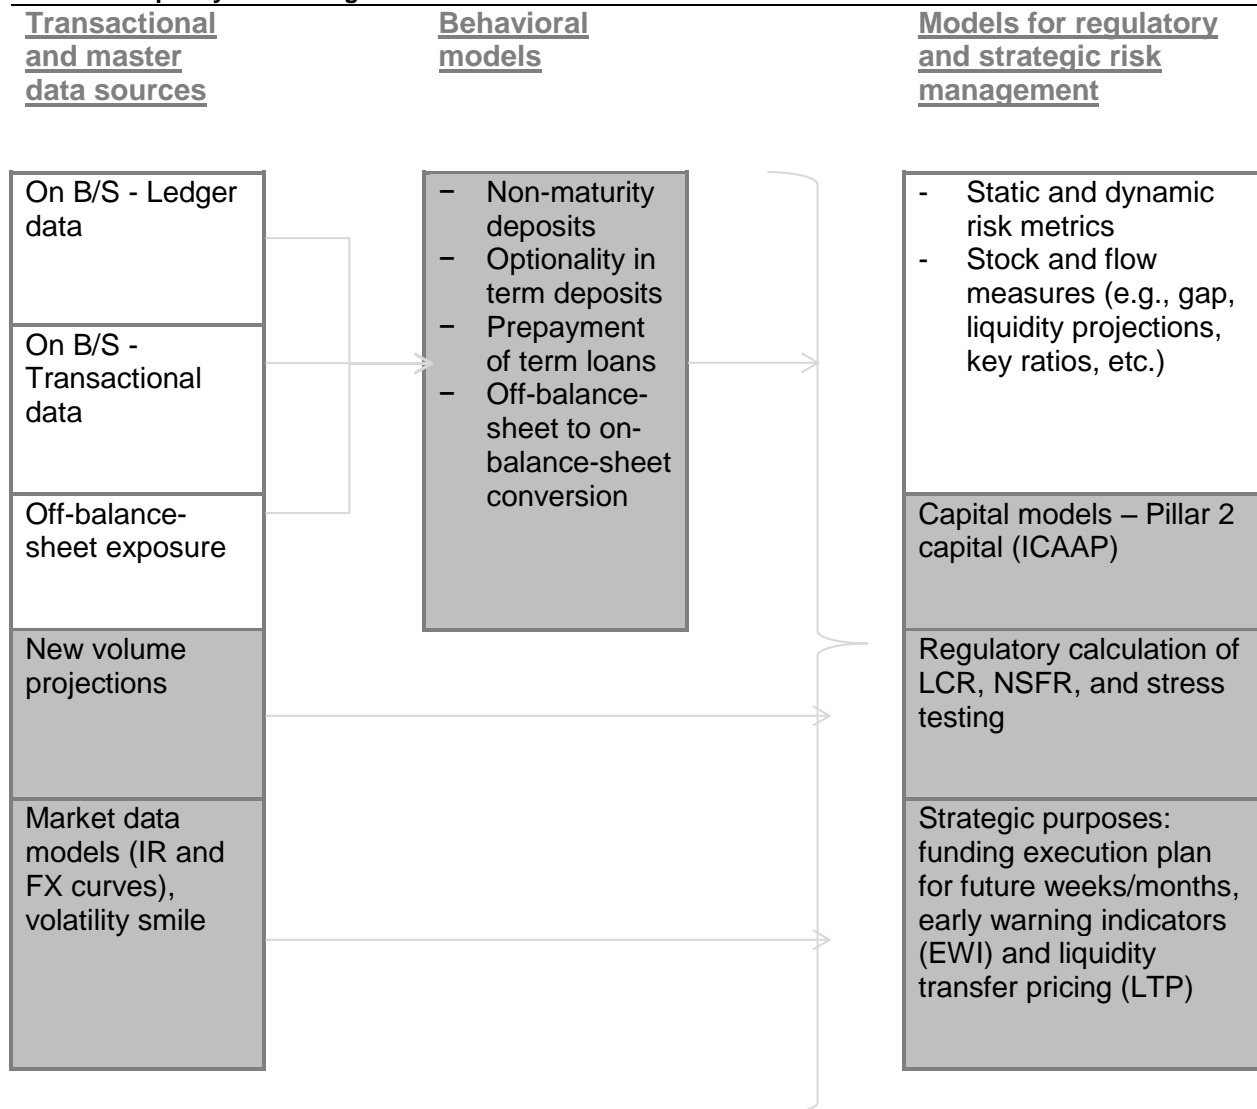 Transactional
and master
data sources
Behavioral
models
Models for regulatory
and strategic risk
management
On B/S - Ledger
data
On B/S -
Transactional
data
Off-balance-
sheet exposure
New volume
projections
Market data
models (IR and
FX curves),
volatility smile
− Non-maturity
deposits
− Optionality in
term deposits
− Prepayment
of term loans
− Off-balance-
sheet to on-
balance-sheet
conversion
- Static and dynamic
risk metrics
- Stock and flow
measures (e.g., gap,
liquidity projections,
key ratios, etc.)
Capital models – Pillar 2
capital (ICAAP)
Regulatory calculation of
LCR, NSFR, and stress
testing
Strategic purposes:
funding execution plan
for future weeks/months,
early warning indicators
(EWI) and liquidity
transfer pricing (LTP)